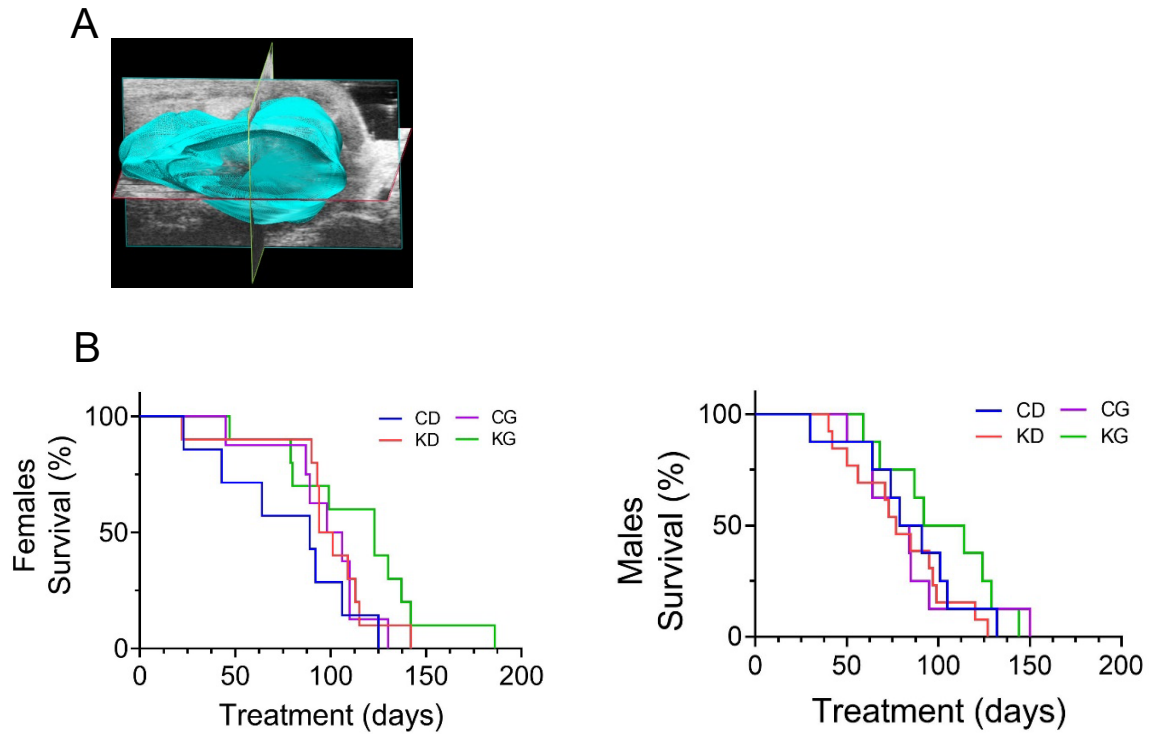 A
B
Females
Survival (%)
100
50
0
0 50 100 150 200
Treatment (days)
CD CG
KD KG
Males
Survival (%)
100
50
0
0 50 100 150 200
Treatment (days)
CD CG
KD KG